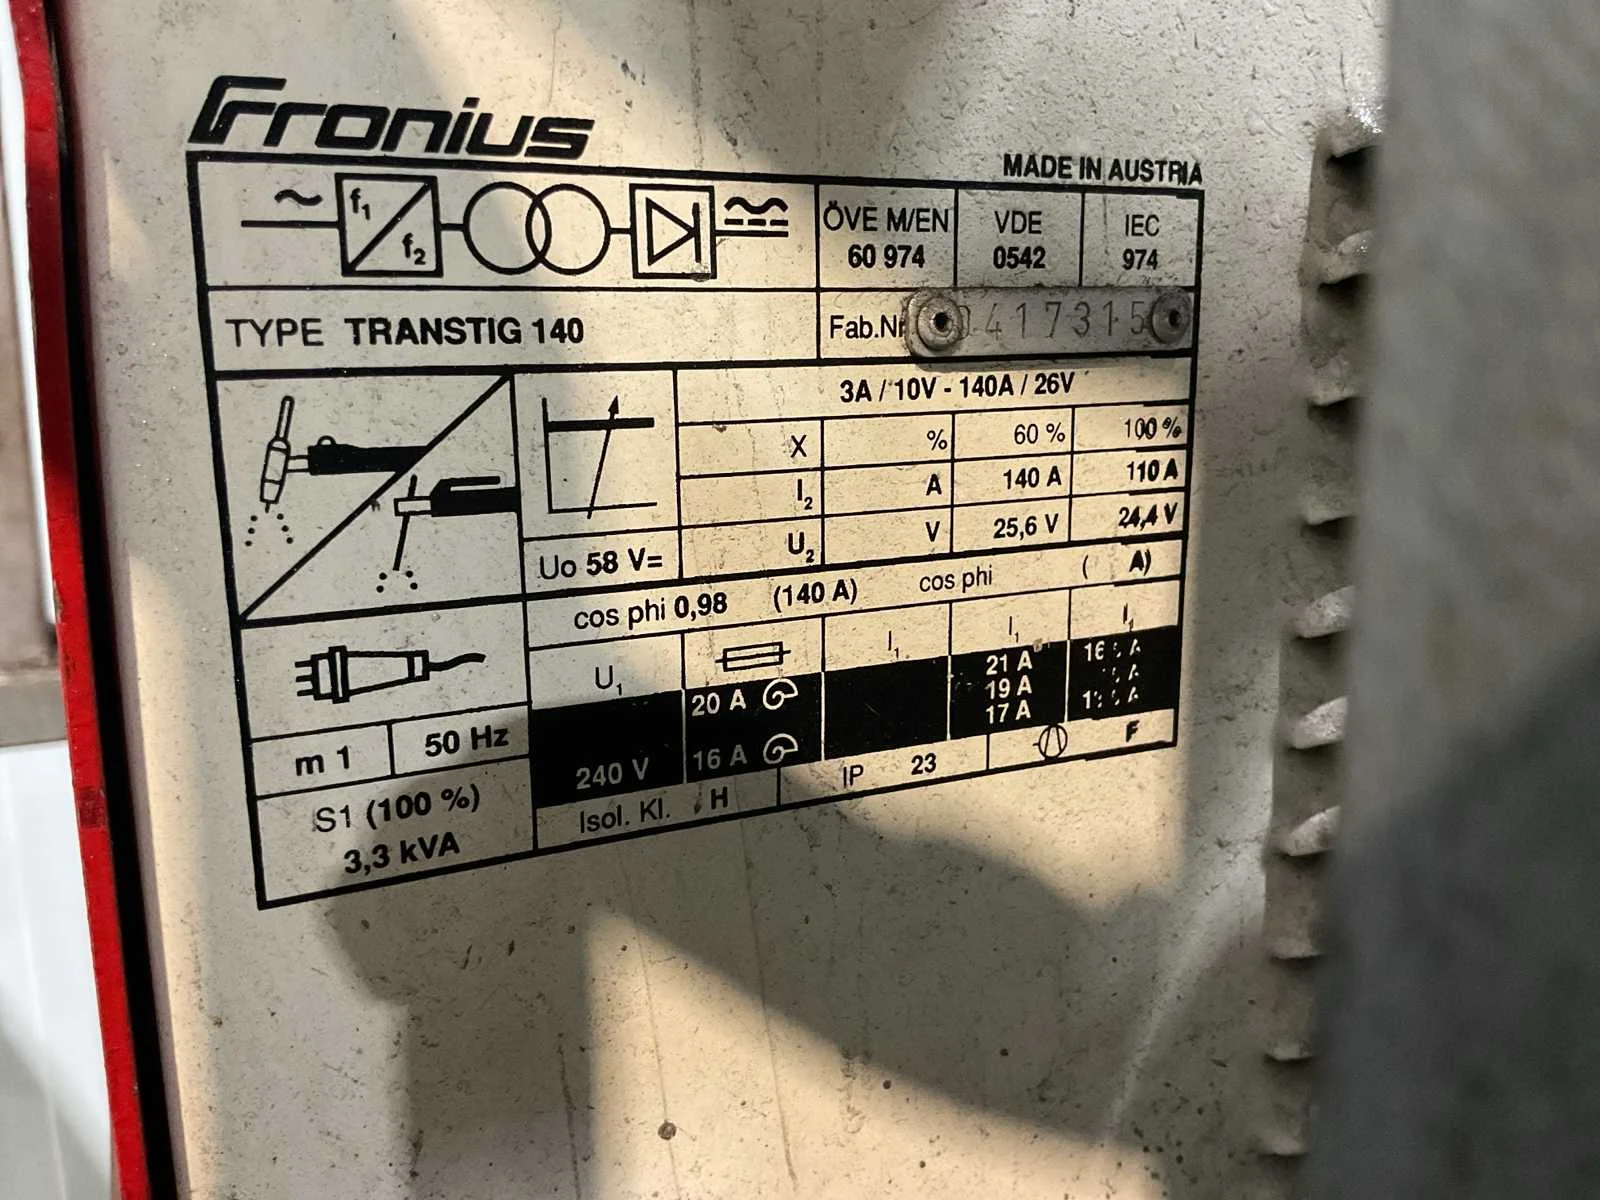 Fronius
MADE IN AUSTRIA
~ f1 f2
ÖVE M/EN 60 974
VDE 0542
IEC 974
TYPE TRANSTIG 140
Fab.Nr
3A / 10V - 140A / 26V
X % 60 % 100 %
I2 A 140 A 110 A
U2 V 25,6 V 24,4 V
Uo 58 V=
cos phi 0,98 (140 A) cos phi ( A)
U1 I1 I1 I1
20 A 21 A
19 A
240 V 16 A 17 A
m 1 50 Hz
S1 (100 %)
3,3 kVA
Isol. Kl. H IP 23 F